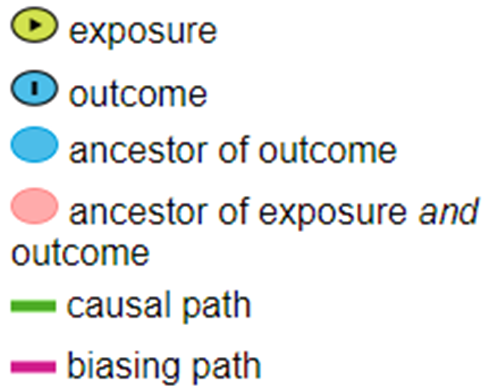 exposure
outcome
ancestor of outcome
ancestor of exposure and
outcome
causal path
biasing path